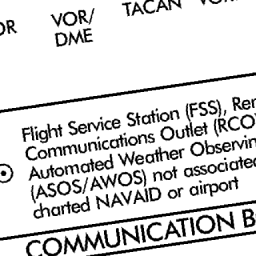 OR VOR/ TACAN VOR
DME
Flight Service Station (FSS), Rem
Communications Outlet (RCO
Automated Weather Observin
(ASOS/AWOS) not associated
charted NAVAID or airport
COMMUNICATION B